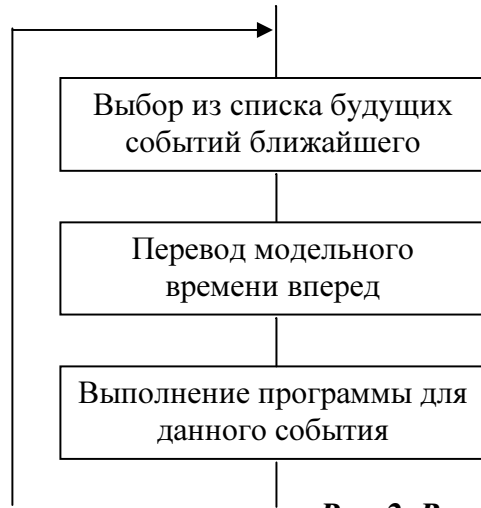 Выбор из списка будущих
событий ближайшего
Перевод модельного
времени вперед
Выполнение программы для
данного события